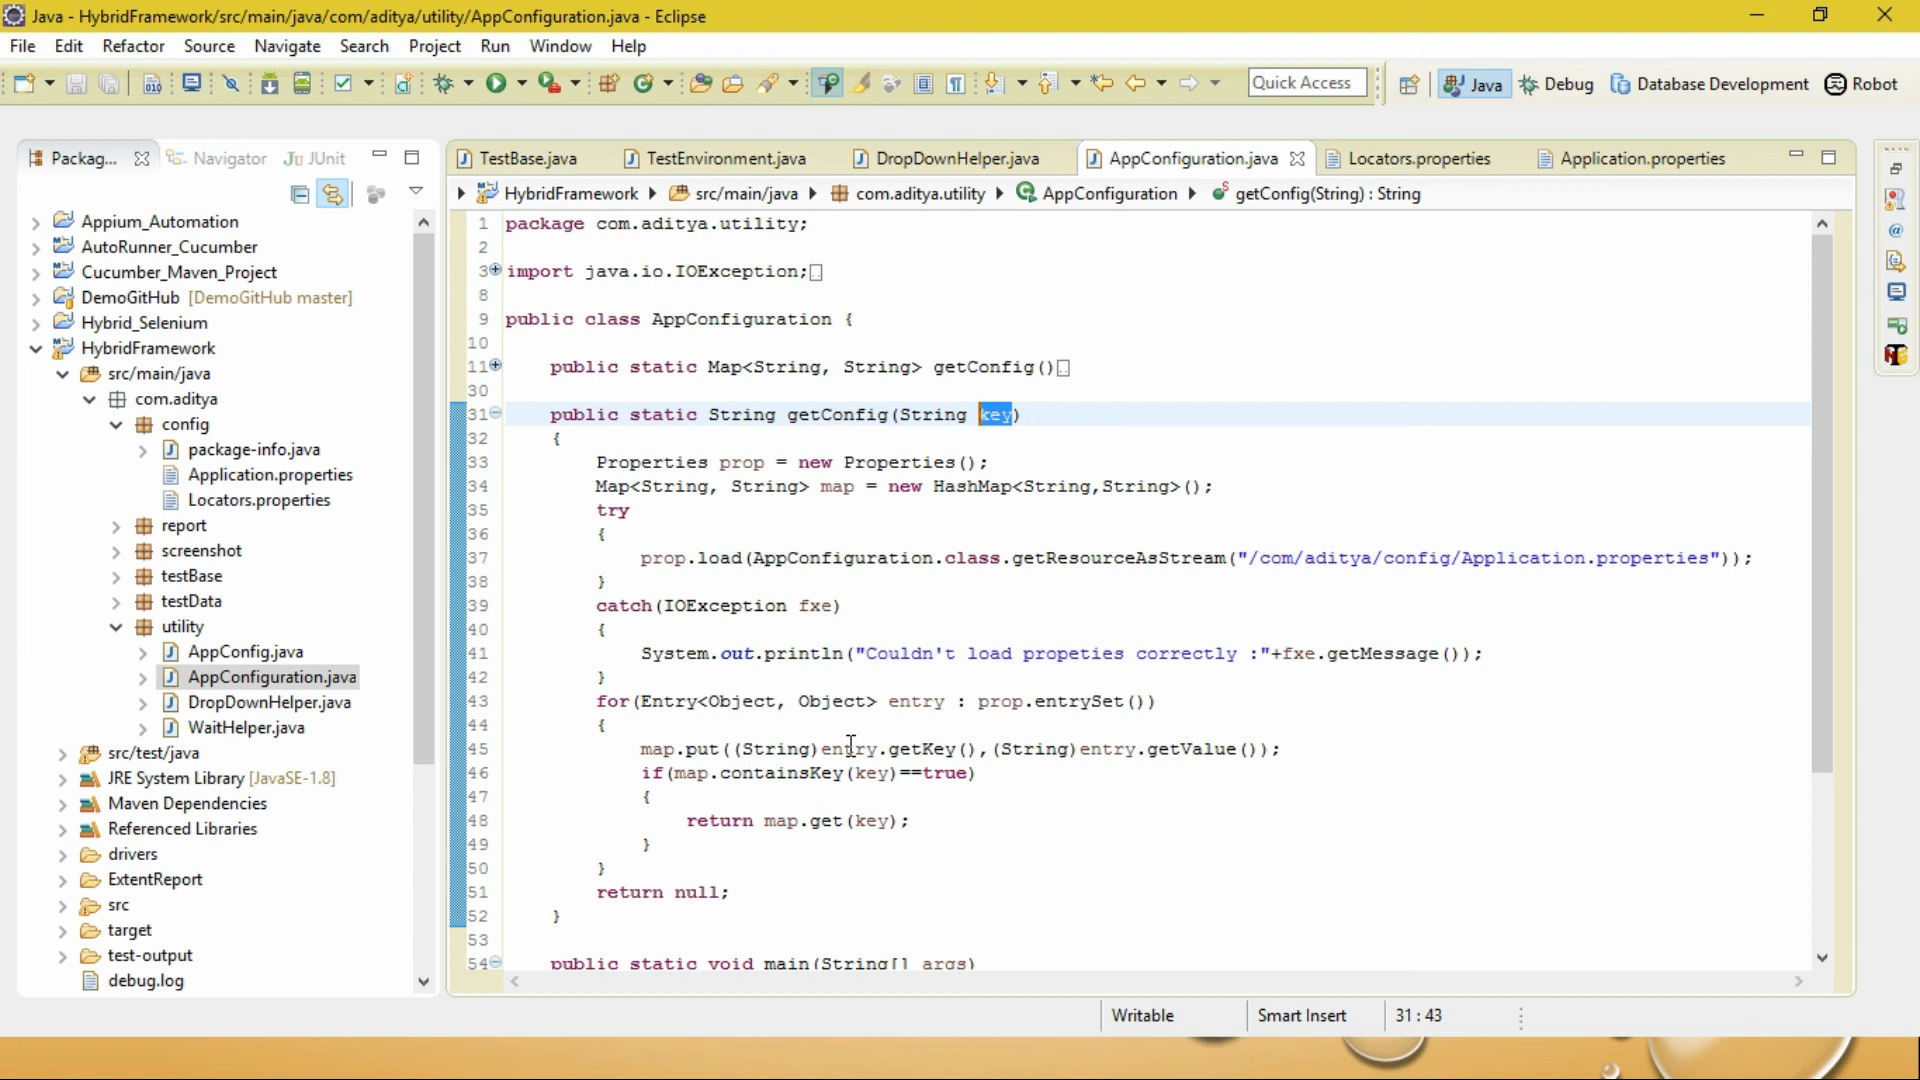 Java - HybridFramework/src/main/java/com/aditya/utility/AppConfiguration.java - Eclipse
File Edit Refactor Source Navigate Search Project Run Window Help
Quick Access Java Debug Database Development Robot
Packag... Navigator JUnit
TestBase.java TestEnvironment.java DropDownHelper.java AppConfiguration.java Locators.properties Application.properties
HybridFramework src/main/java com.aditya.utility AppConfiguration getConfig(String) : String
Appium_Automation
AutoRunner_Cucumber
Cucumber_Maven_Project
DemoGitHub [DemoGitHub master]
Hybrid_Selenium
HybridFramework
src/main/java
com.aditya
config
package-info.java
Application.properties
Locators.properties
report
screenshot
testBase
testData
utility
AppConfig.java
AppConfiguration.java
DropDownHelper.java
WaitHelper.java
src/test/java
JRE System Library [JavaSE-1.8]
Maven Dependencies
Referenced Libraries
drivers
ExtentReport
src
target
test-output
debug.log
1 package com.aditya.utility;
2
3 import java.io.IOException;
8
9 public class AppConfiguration {
10
11 public static Map<String, String> getConfig()
30
31 public static String getConfig(String key)
32 {
33 Properties prop = new Properties();
34 Map<String, String> map = new HashMap<String,String>();
35 try
36 {
37 prop.load(AppConfiguration.class.getResourceAsStream("/com/aditya/config/Application.properties"));
38 }
39 catch(IOException fxe)
40 {
41 System.out.println("Couldn't load propeties correctly :"+fxe.getMessage());
42 }
43 for(Entry<Object, Object> entry : prop.entrySet())
44 {
45 map.put((String)entry.getKey(),(String)entry.getValue());
46 if(map.containsKey(key)==true)
47 {
48 return map.get(key);
49 }
50 }
51 return null;
52 }
53
54 public static void main(String[] args)
Writable Smart Insert 31 : 43